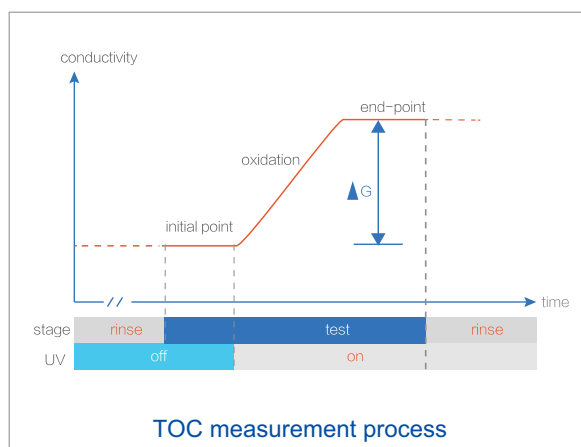 conductivity
end-point
oxidation
▲G
initial point
time
stage rinse test rinse
UV off on
TOC measurement process